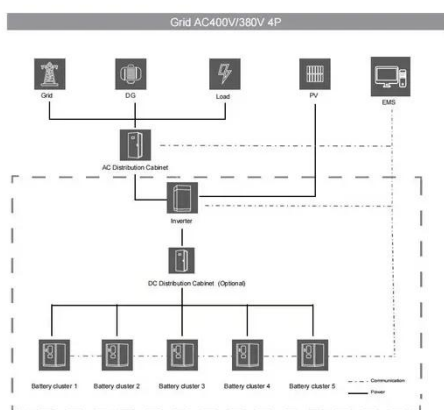 Grid AC400V/380V 4P
Grid
DG
Load
PV
EMS
AC Distribution Cabinet
Inverter
DC Distribution Cabinet (Optional)
Battery cluster 1
Battery cluster 2
Battery cluster 3
Battery cluster 4
Battery cluster 5
Communication
Power